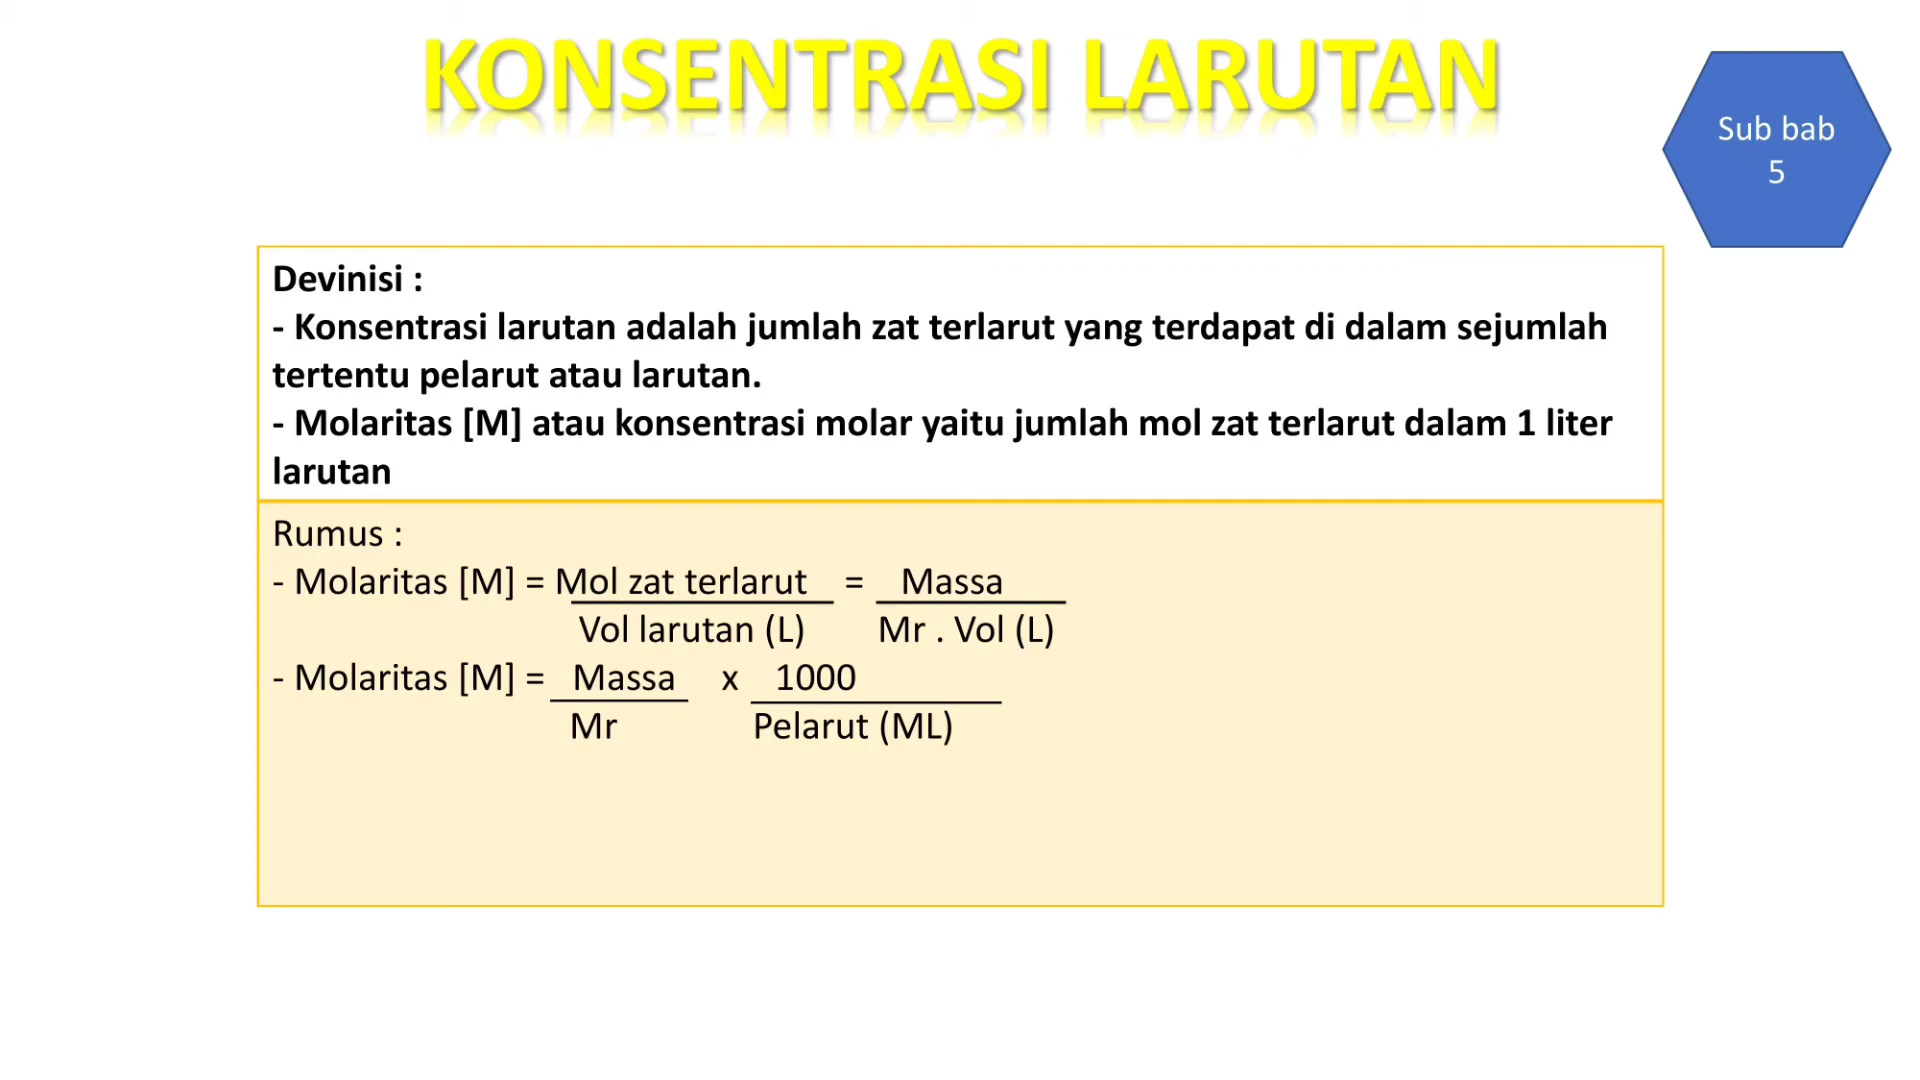 KONSENTRASI LARUTAN
Sub bab
5
Devinisi :
- Konsentrasi larutan adalah jumlah zat terlarut yang terdapat di dalam sejumlah
tertentu pelarut atau larutan.
- Molaritas [M] atau konsentrasi molar yaitu jumlah mol zat terlarut dalam 1 liter
larutan
Rumus :
- Molaritas [M] = Mol zat terlarut = Massa
Vol larutan (L) Mr . Vol (L)
- Molaritas [M] = Massa x 1000
Mr Pelarut (ML)